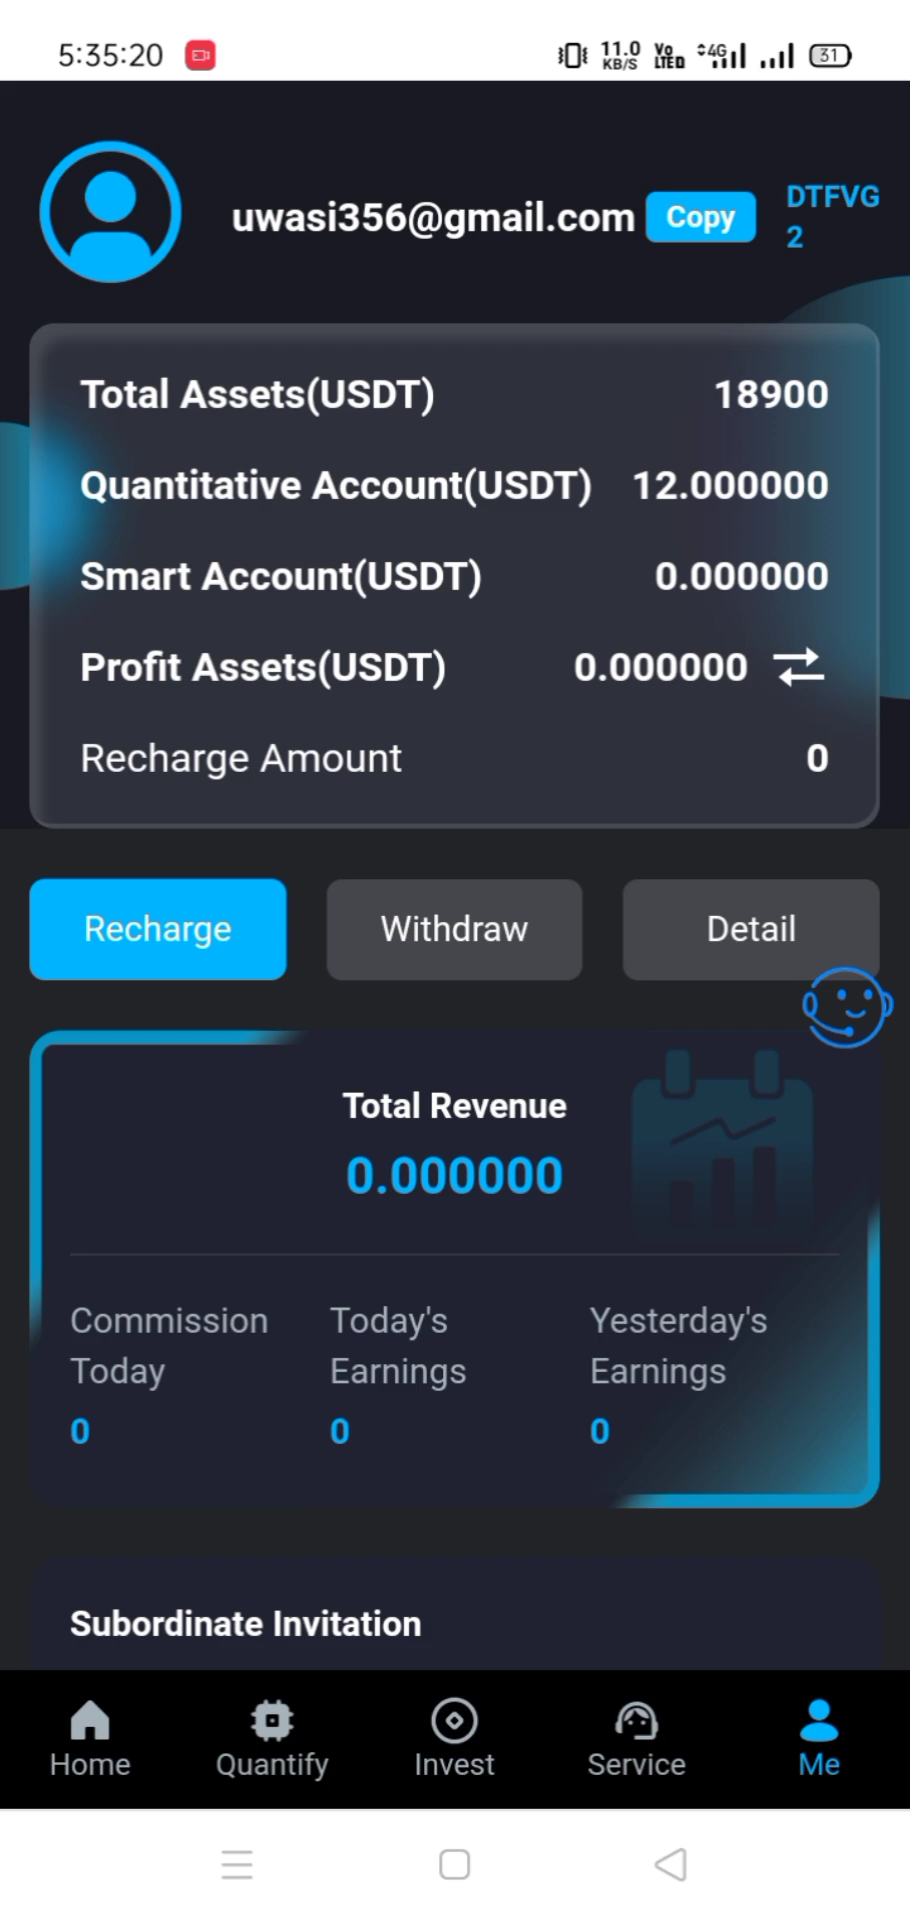 5:35:20
11.0 KB/S VoLTED 4G 31
uwasi356@gmail.com Copy DTFVG
2
Total Assets(USDT) 18900
Quantitative Account(USDT) 12.000000
Smart Account(USDT) 0.000000
Profit Assets(USDT) 0.000000
Recharge Amount 0
Recharge Withdraw Detail
Total Revenue
0.000000
Commission Today
0
Today's Earnings
0
Yesterday's Earnings
0
Subordinate Invitation
Home Quantify Invest Service Me